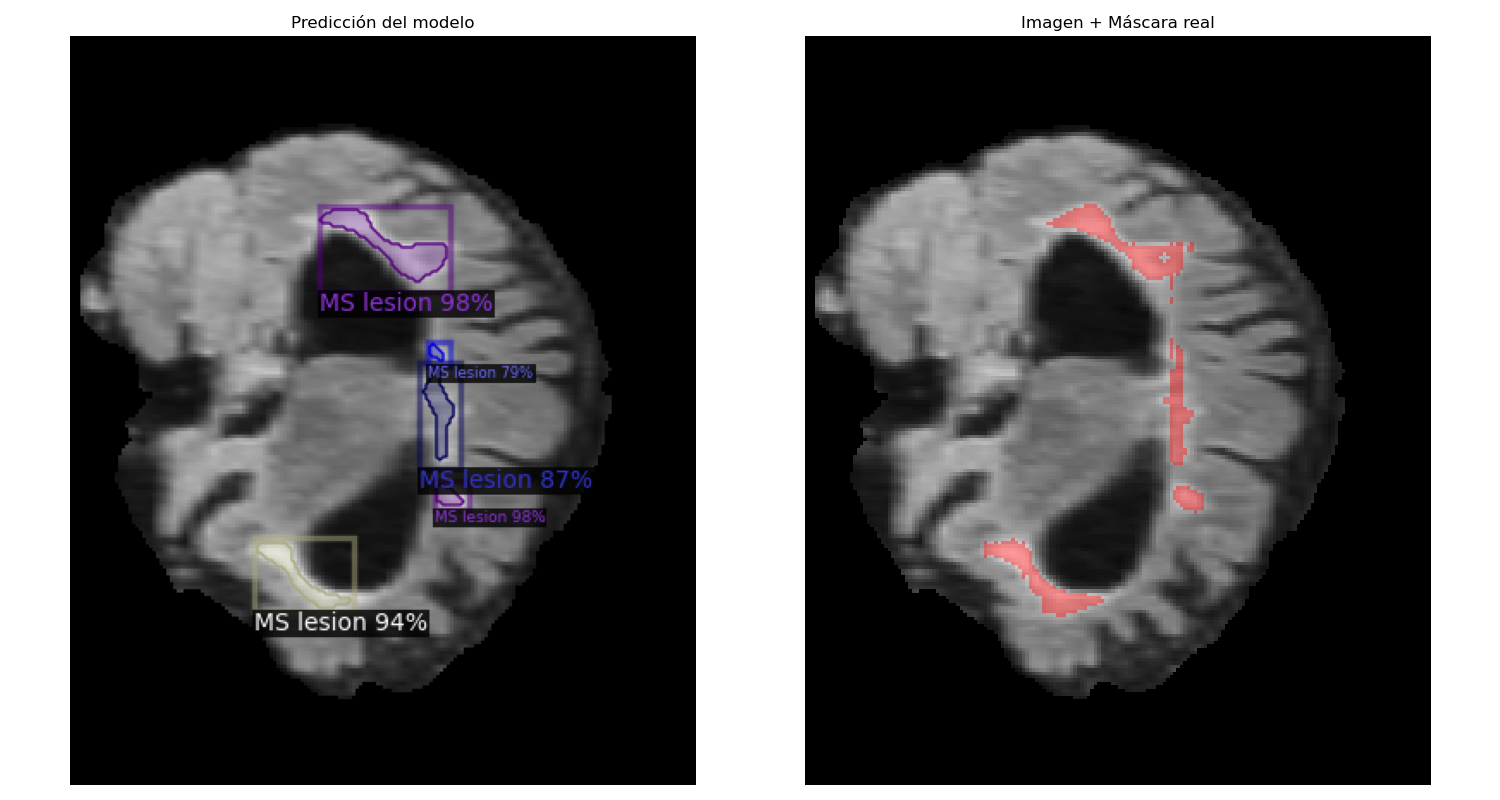 Predicción del modelo
Imagen + Máscara real
MS lesion 98%
MS lesion 79%
MS lesion 87%
MS lesion 98%
MS lesion 94%